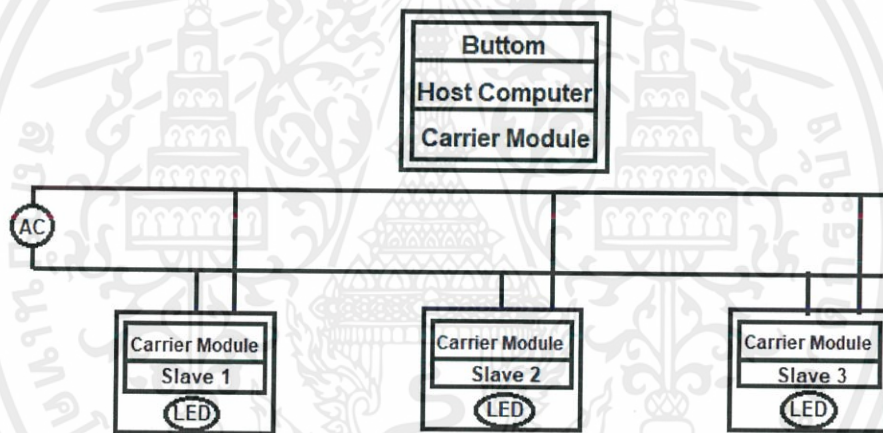 Buttom
Host Computer
Carrier Module
AC
Carrier Module
Slave 1
LED
Carrier Module
Slave 2
LED
Carrier Module
Slave 3
LED